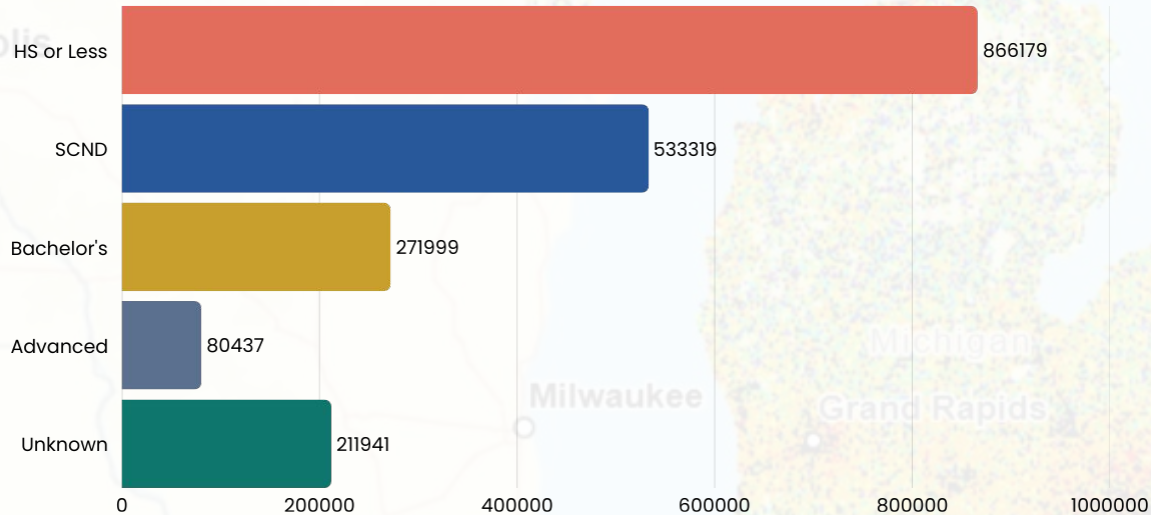 HS or Less
866179
SCND
533319
Bachelor's
271999
Advanced
80437
Unknown
211941
0 200000 400000 600000 800000 1000000
Michigan
Milwaukee
Grand Rapids